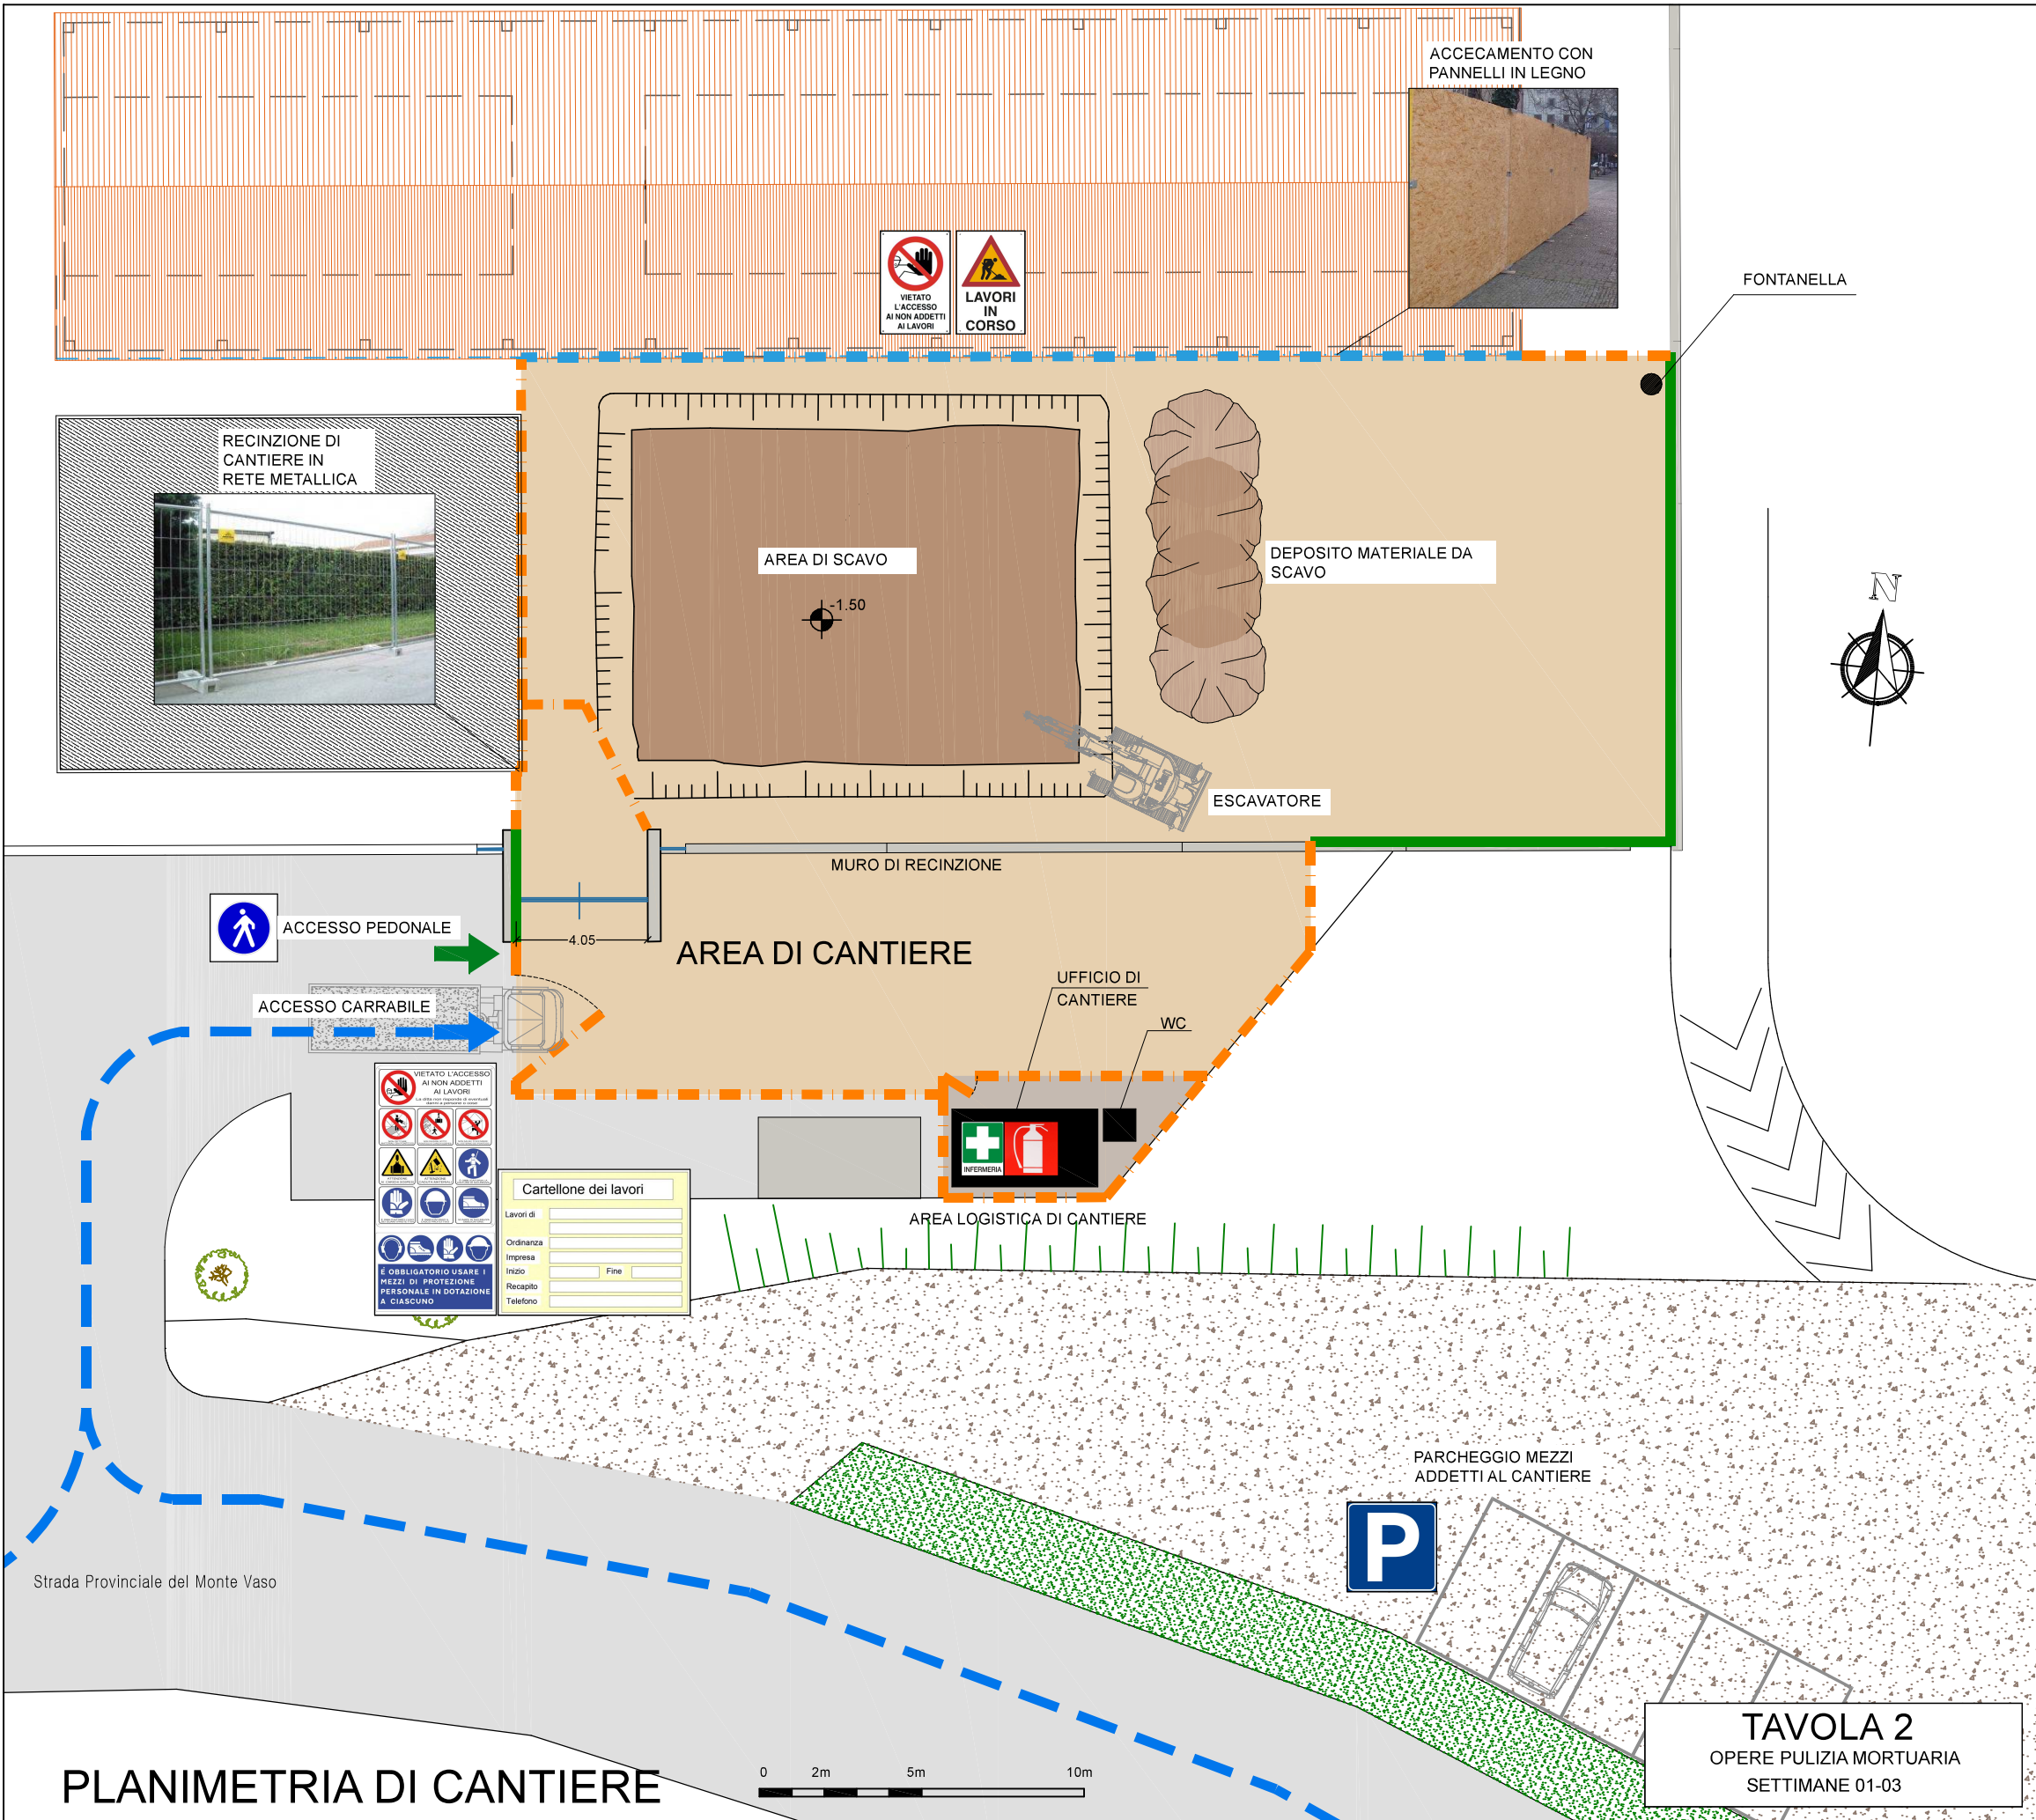 ACCECAMENTO CON
PANNELLI IN LEGNO
VIETATO
L'ACCESSO
AI NON ADDETTI
AI LAVORI
LAVORI
IN
CORSO
FONTANELLA
RECINZIONE DI
CANTIERE IN
RETE METALLICA
AREA DI SCAVO
-1.50
DEPOSITO MATERIALE DA
SCAVO
N
ESCAVATORE
MURO DI RECINZIONE
ACCESSO PEDONALE
4.05
AREA DI CANTIERE
UFFICIO DI
CANTIERE
ACCESSO CARRABILE
WC
VIETATO L'ACCESSO
AI NON ADDETTI
AI LAVORI
È OBBLIGATORIO USARE I
MEZZI DI PROTEZIONE
PERSONALE IN DOTAZIONE
A CIASCUNO
Cartellone dei lavori
Lavori di
Ordinanza
Impresa
Inizio
Fine
Recapito
Telefono
INFERMERIA
AREA LOGISTICA DI CANTIERE
PARCHEGGIO MEZZI
ADDETTI AL CANTIERE
P
Strada Provinciale del Monte Vaso
PLANIMETRIA DI CANTIERE
0 2m 5m 10m
TAVOLA 2
OPERE PULIZIA MORTUARIA
SETTIMANE 01-03